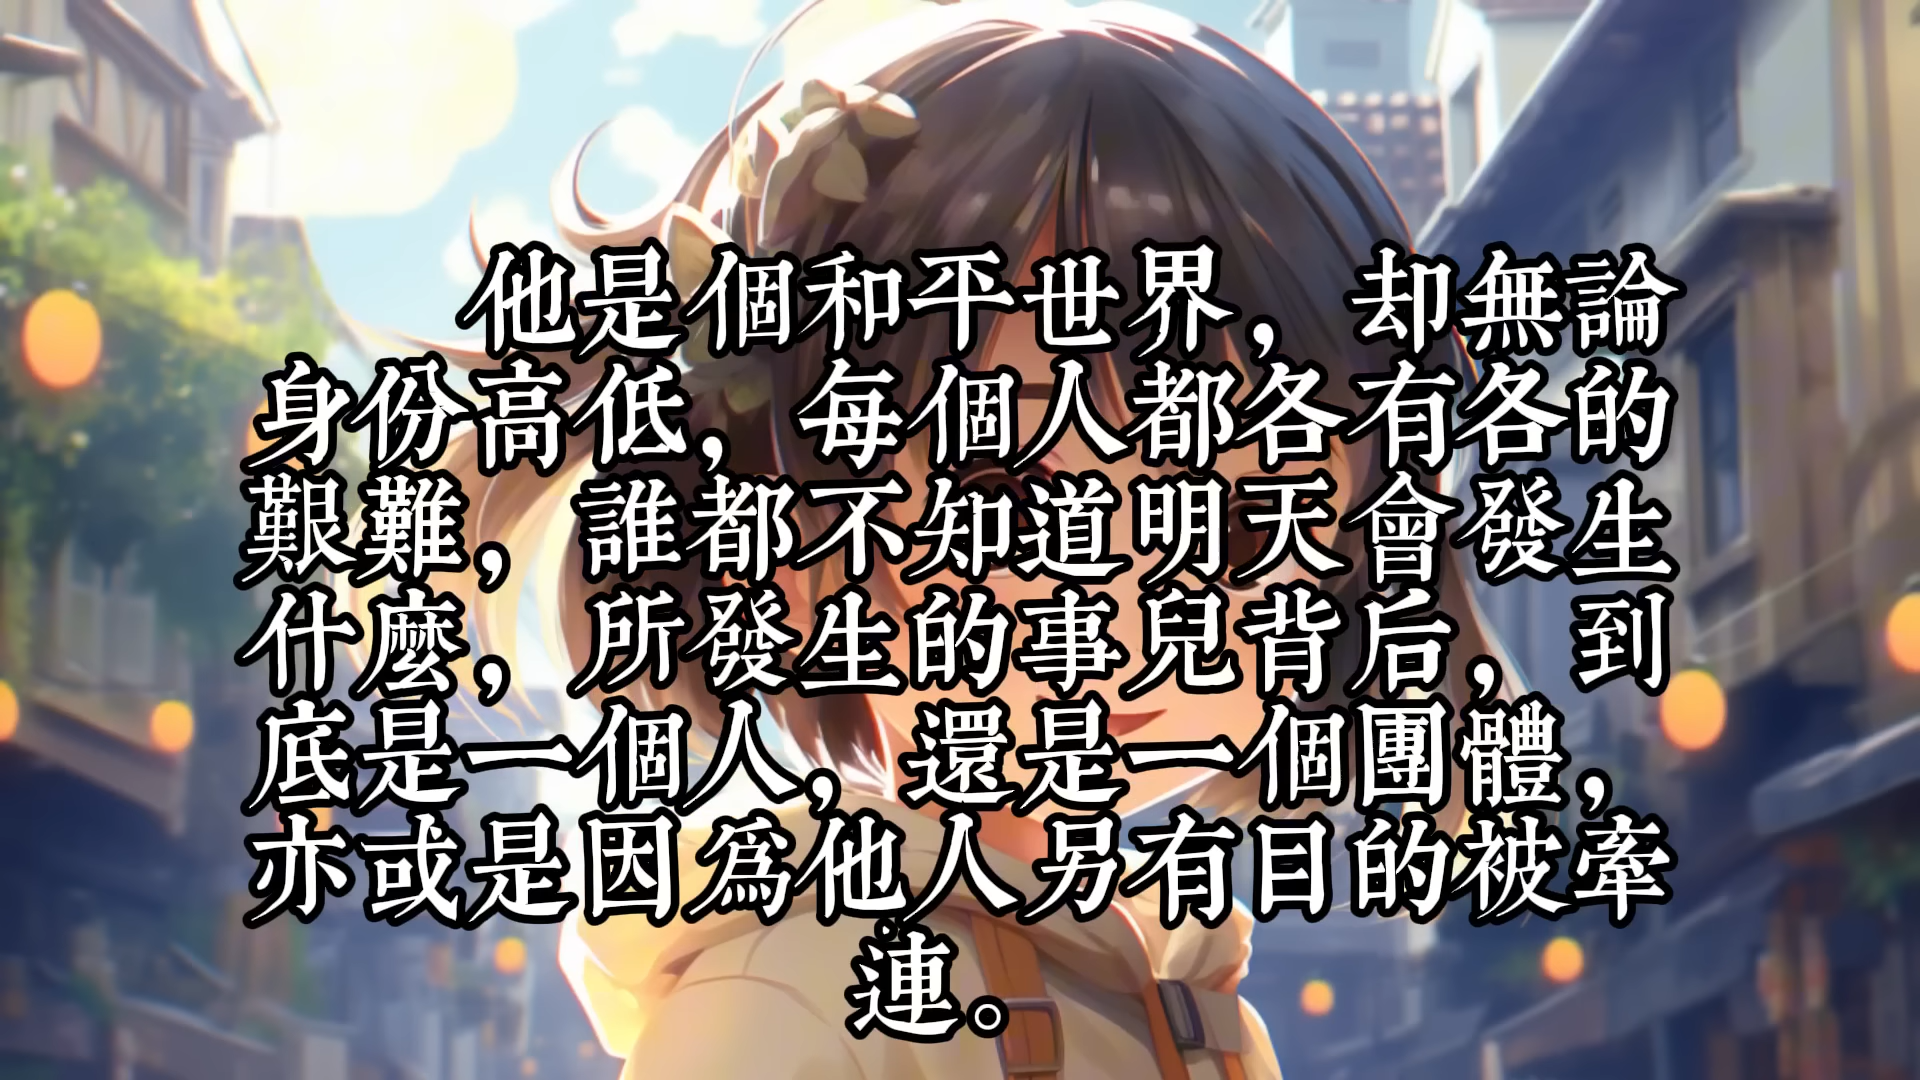 他是個和平世界，却無論
身份高低，每個人都各有各的
艱難，誰都不知道明天會發生
什麼，所發生的事兒背后，到
底是一個人，還是一個團體，
亦或是因爲他人另有目的被牽
連。